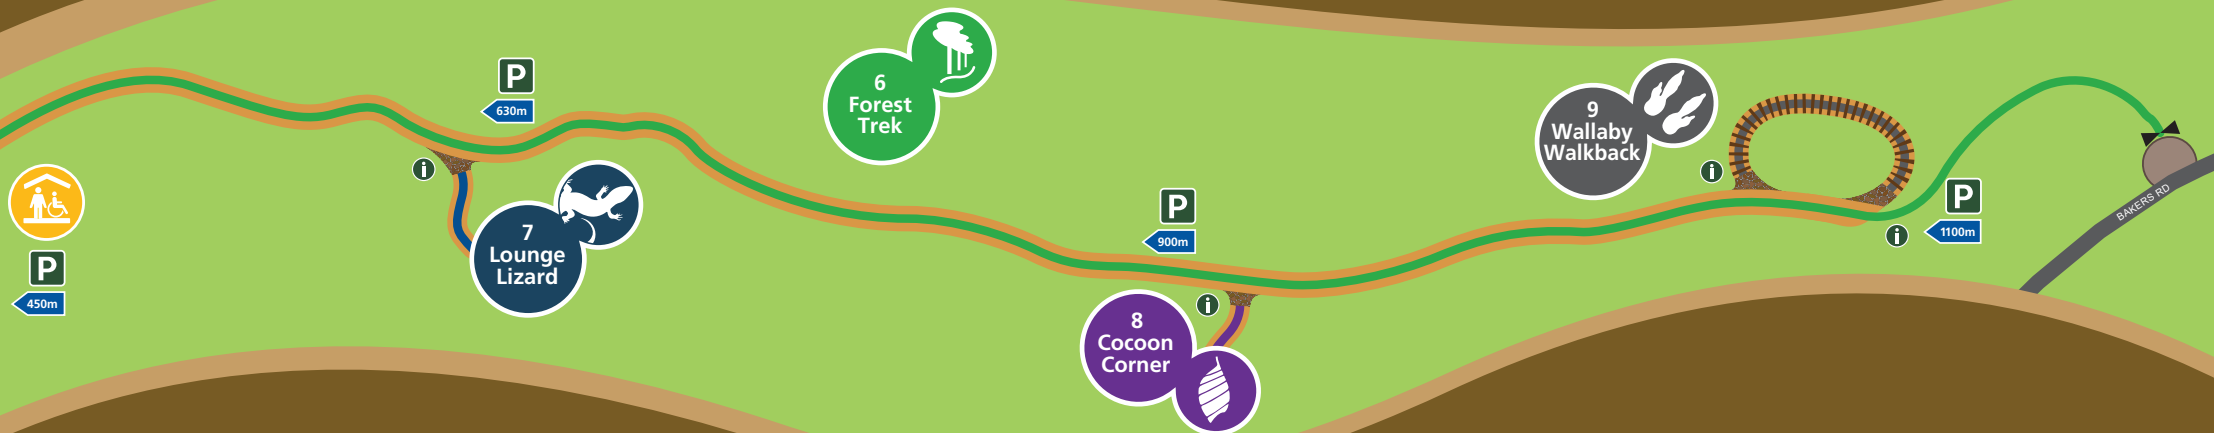 P
450m
P
630m
i
7
Lounge
Lizard
6
Forest
Trek
P
900m
i
8
Cocoon
Corner
9
Wallaby
Walkback
i
i
P
1100m
BAKERS RD